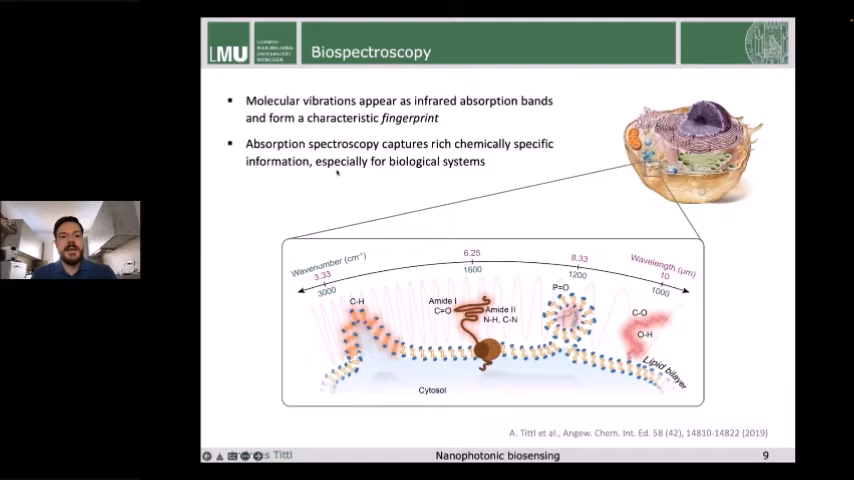 LMU
LUDWIG-
MAXIMILIANS-
UNIVERSITÄT
MÜNCHEN
Biospectroscopy
Molecular vibrations appear as infrared absorption bands
and form a characteristic fingerprint
Absorption spectroscopy captures rich chemically specific
information, especially for biological systems
Wavenumber (cm⁻¹)
3.33
3000
6.25
1600
8.33
1200
Wavelength (μm)
10
1000
C-H
Amide I
C=O
Amide II
N-H, C-N
P=O
C-O
O-H
Lipid bilayer
Cytosol
A. Tittl et al., Angew. Chem. Int. Ed. 58 (42), 14810-14822 (2019)
s Tittl
Nanophotonic biosensing
9